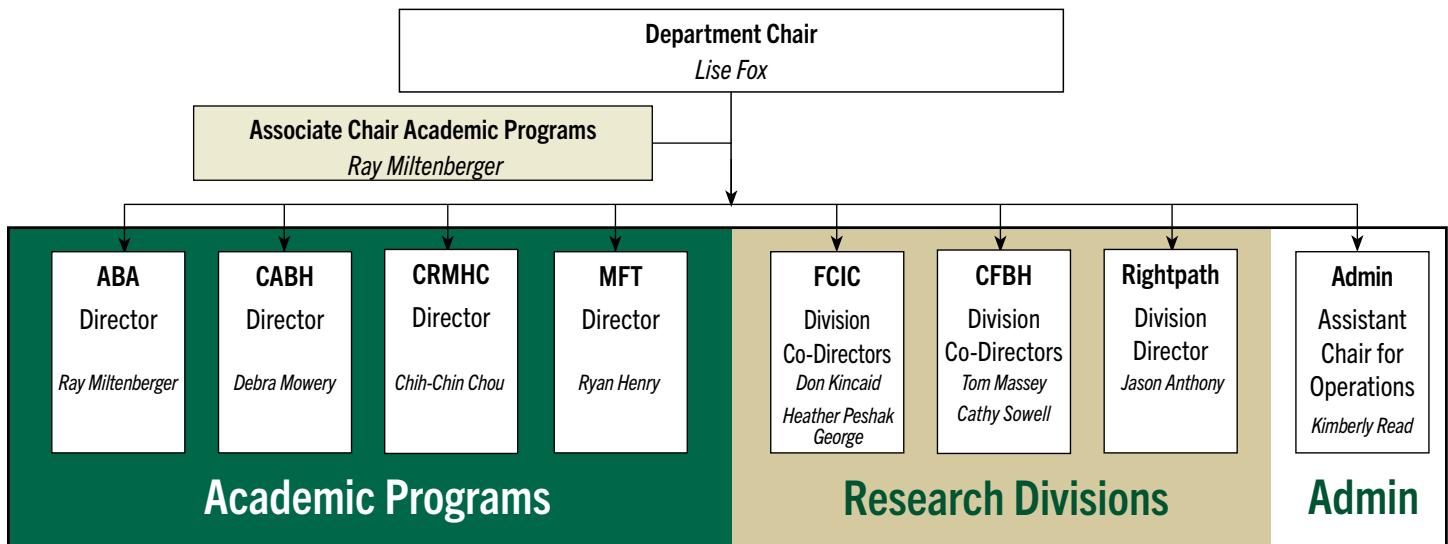 Department Chair
Lise Fox
Associate Chair Academic Programs
Ray Miltenberger
ABA
Director
Ray Miltenberger
CABH
Director
Debra Mowery
CRMHC
Director
Chih-Chin Chou
MFT
Director
Ryan Henry
FCIC
Division
Co-Directors
Don Kincaid
Heather Peshak
George
CFBH
Division
Co-Directors
Tom Massey
Cathy Sowell
Rightpath
Division
Director
Jason Anthony
Admin
Assistant
Chair for
Operations
Kimberly Read
Academic Programs
Research Divisions
Admin